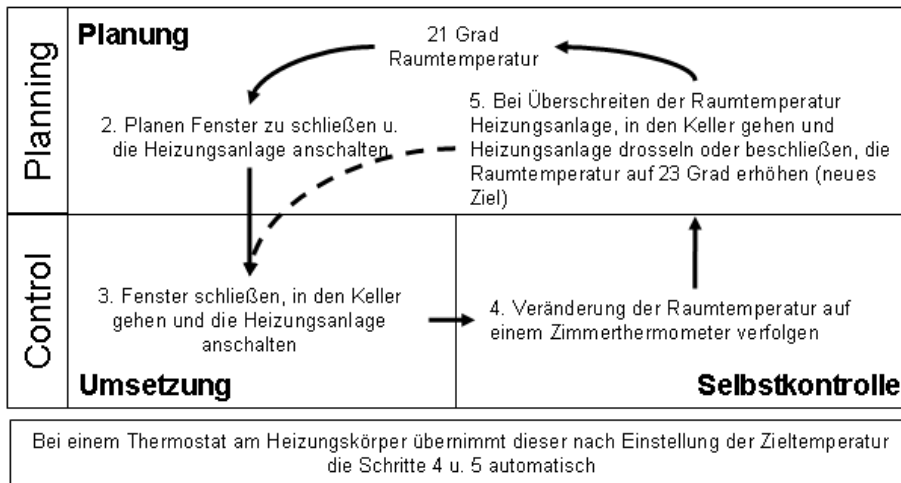 Planning
Planung
21 Grad
Raumtemperatur
2. Planen Fenster zu schließen u.
die Heizungsanlage anschalten
5. Bei Überschreiten der Raumtemperatur
Heizungsanlage, in den Keller gehen und
Heizungsanlage drosseln oder beschließen, die
Raumtemperatur auf 23 Grad erhöhen (neues
Ziel)
Control
3. Fenster schließen, in den Keller
gehen und die Heizungsanlage
anschalten
4. Veränderung der Raumtemperatur auf
einem Zimmerthermometer verfolgen
Umsetzung
Selbstkontrolle
Bei einem Thermostat am Heizungskörper übernimmt dieser nach Einstellung der Zieltemperatur
die Schritte 4 u. 5 automatisch